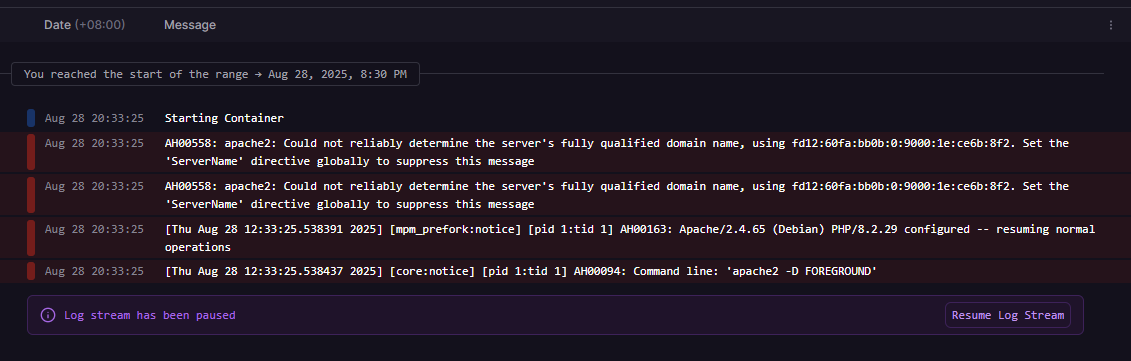 Date (+08:00) Message
You reached the start of the range → Aug 28, 2025, 8:30 PM
Aug 28 20:33:25 Starting Container
Aug 28 20:33:25 AH00558: apache2: Could not reliably determine the server's fully qualified domain name, using fd12:60fa:bb0b:0:9000:1e:ce6b:8f2. Set the
'ServerName' directive globally to suppress this message
Aug 28 20:33:25 AH00558: apache2: Could not reliably determine the server's fully qualified domain name, using fd12:60fa:bb0b:0:9000:1e:ce6b:8f2. Set the
'ServerName' directive globally to suppress this message
Aug 28 20:33:25 [Thu Aug 28 12:33:25.538391 2025] [mpm_prefork:notice] [pid 1:tid 1] AH00163: Apache/2.4.65 (Debian) PHP/8.2.29 configured -- resuming normal
operations
Aug 28 20:33:25 [Thu Aug 28 12:33:25.538437 2025] [core:notice] [pid 1:tid 1] AH00094: Command line: 'apache2 -D FOREGROUND'
Log stream has been paused Resume Log Stream